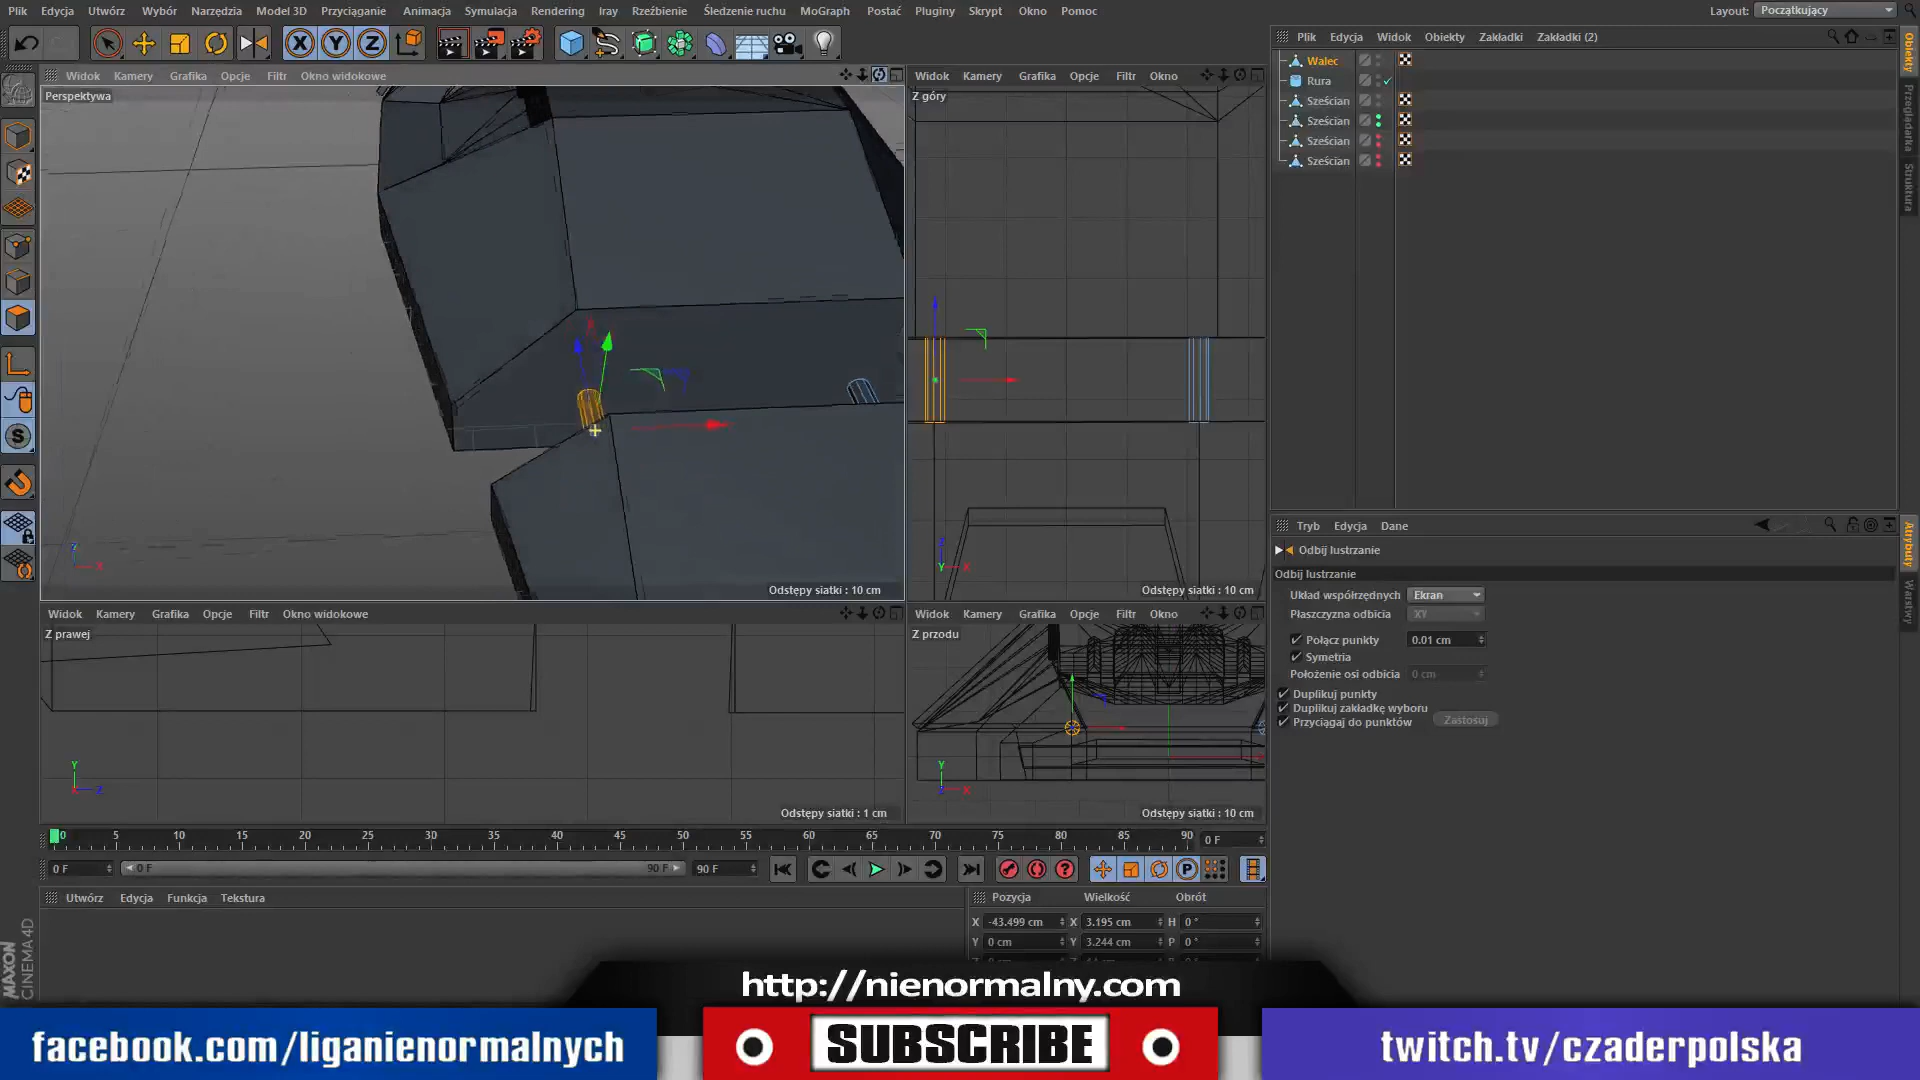 Plik Edycja Utwórz Wybór Narzędzia Model 3D Przyciąganie Animacja Symulacja Rendering Iray Rzeźbienie Śledzenie ruchu MoGraph Postać Pluginy Skrypt Okno Pomoc Layout: Początkujący
X Y Z
Widok Kamery Grafika Opcje Filtr Okno widokowe
Perspektywa
Odstępy siatki : 10 cm
Widok Kamery Grafika Opcje Filtr Okno
Z góry
Odstępy siatki : 10 cm
Widok Kamery Grafika Opcje Filtr Okno widokowe
Z prawej
Odstępy siatki : 1 cm
Widok Kamery Grafika Opcje Filtr Okno
Z przodu
Odstępy siatki : 10 cm
Plik Edycja Widok Obiekty Zakładki Zakładki (2)
Walec
Rura
Sześcian
Sześcian
Sześcian
Sześcian
Obiekty
Przeglądarka
Struktura
Tryb Edycja Dane
Odbij lustrzanie
Odbij lustrzanie
Układ współrzędnych Ekran
Płaszczyzna odbicia XY
Połącz punkty 0.01 cm
Symetria
Położenie osi odbicia 0 cm
Duplikuj punkty
Duplikuj zakładkę wyboru
Przyciągaj do punktów Zastosuj
Atrybuty
Warstwy
0 5 10 15 20 25 30 35 40 45 50 55 60 65 70 75 80 85 90 0 F
0 F 0 F 90 F 90 F
Utwórz Edycja Funkcja Tekstura
Pozycja Wielkość Obrót
X -43.499 cm X 3.195 cm H 0 °
Y 0 cm Y 3.244 cm P 0 °
MAXON
CINEMA 4D
http://nienormalny.com
facebook.com/liganienormalnych
SUBSCRIBE
twitch.tv/czaderpolska